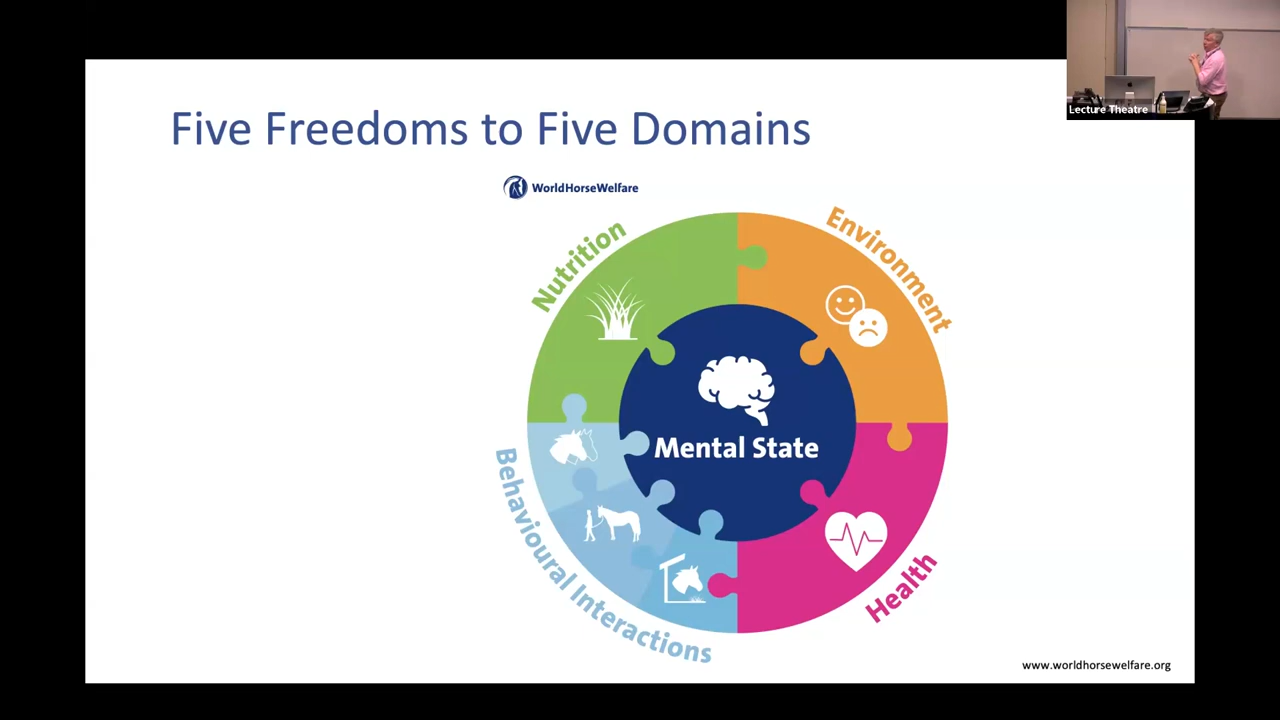 Lecture Theatre
Five Freedoms to Five Domains
WorldHorseWelfare
Nutrition
Environment
Mental State
Behavioural Interactions
Health
www.worldhorsewelfare.org